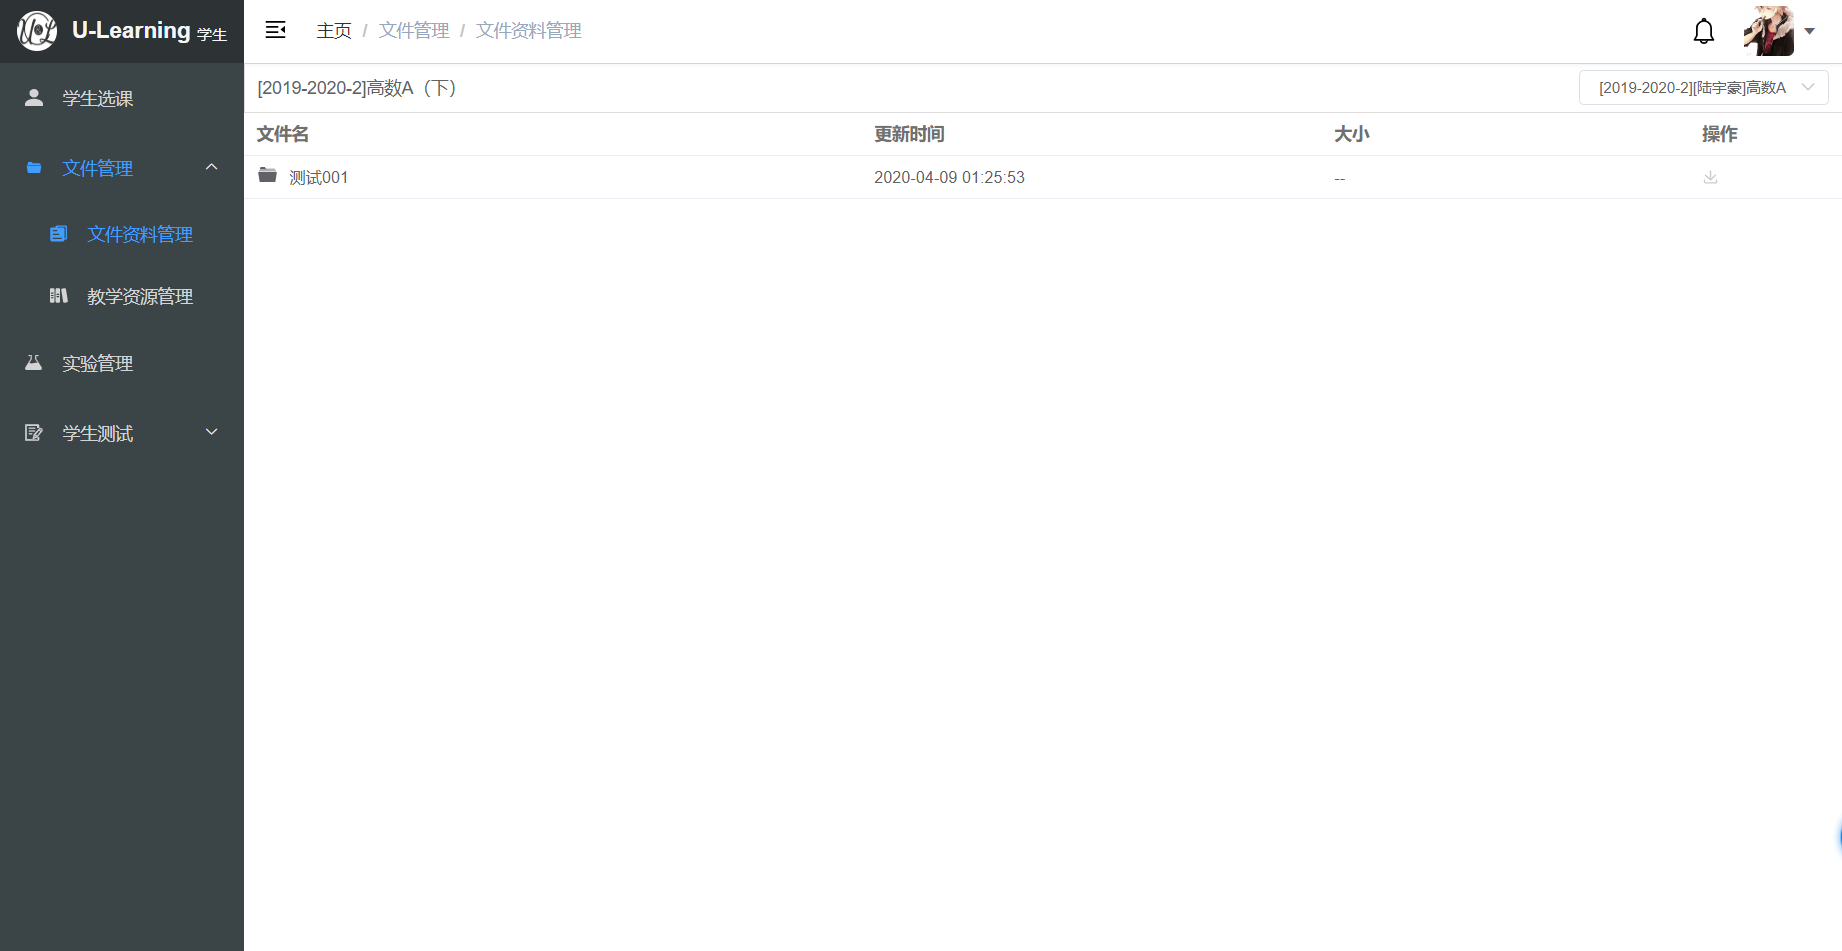 U-Learning 学生
主页 / 文件管理 / 文件资料管理
学生选课
文件管理
文件资料管理
教学资源管理
实验管理
学生测试
[2019-2020-2]高数A（下）
[2019-2020-2][陆宇豪]高数A
文件名 更新时间 大小 操作
测试001 2020-04-09 01:25:53 --